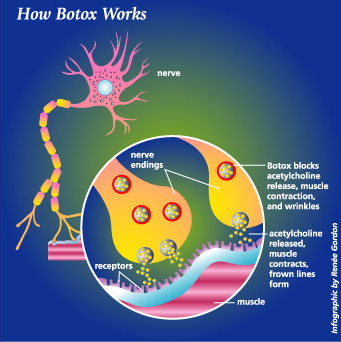 How Botox Works
nerve
nerve
endings
Botox blocks
acetylcholine
release, muscle
contraction,
and wrinkles
acetylcholine
released,
muscle
contracts,
frown lines
form
receptors
muscle
Infographic by Renée Gordon